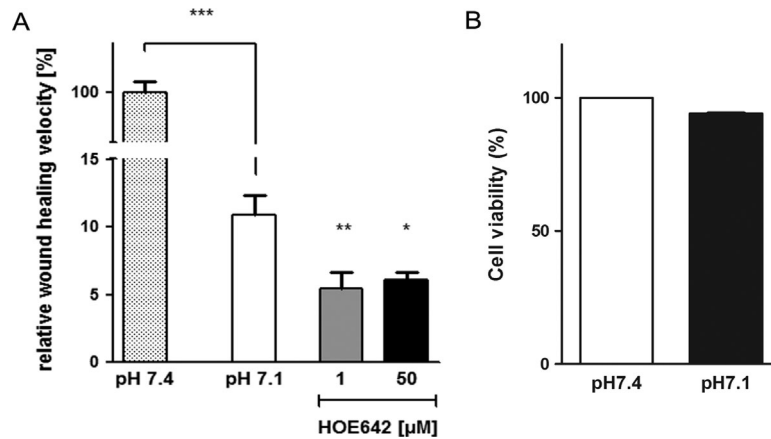 A
relative wound healing velocity [%]
***
100
15
10
5
0
**
*
pH 7.4
pH 7.1
1
50
HOE642 [µM]
B
Cell viability (%)
100
50
0
pH7.4
pH7.1